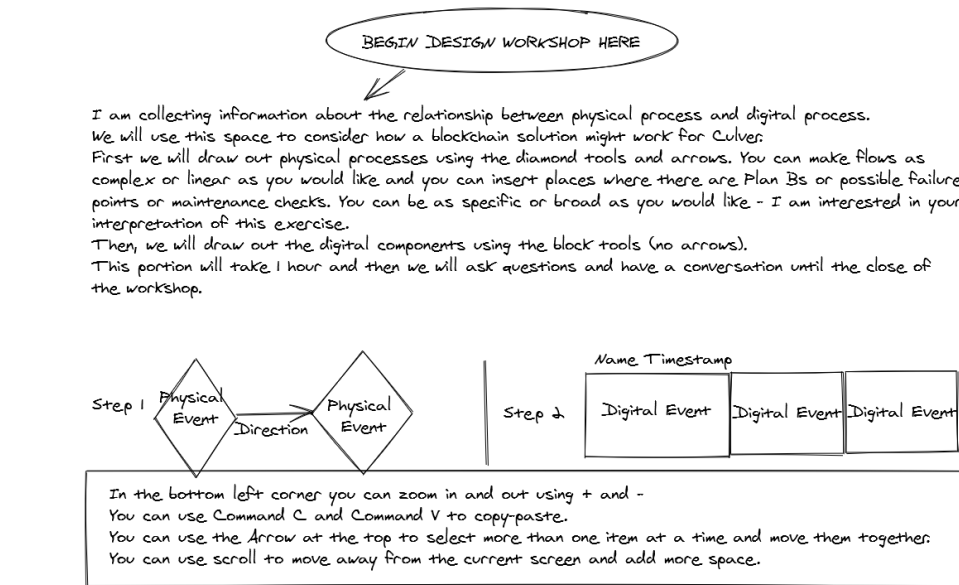 BEGIN DESIGN WORKSHOP HERE
I am collecting information about the relationship between physical process and digital process.
We will use this space to consider how a blockchain solution might work for Culver.
First we will draw out physical processes using the diamond tools and arrows. You can make flows as
complex or linear as you would like and you can insert places where there are Plan Bs or possible failure
points or maintenance checks. You can be as specific or broad as you would like - I am interested in your
interpretation of this exercise.
Then, we will draw out the digital components using the block tools (no arrows).
This portion will take 1 hour and then we will ask questions and have a conversation until the close of
the workshop.
Step 1
Physical
Event
Direction
Physical
Event
Step 2
Name Timestamp
Digital Event
Digital Event
Digital Event
In the bottom left corner you can zoom in and out using + and -
You can use Command C and Command V to copy-paste.
You can use the Arrow at the top to select more than one item at a time and move them together.
You can use scroll to move away from the current screen and add more space.